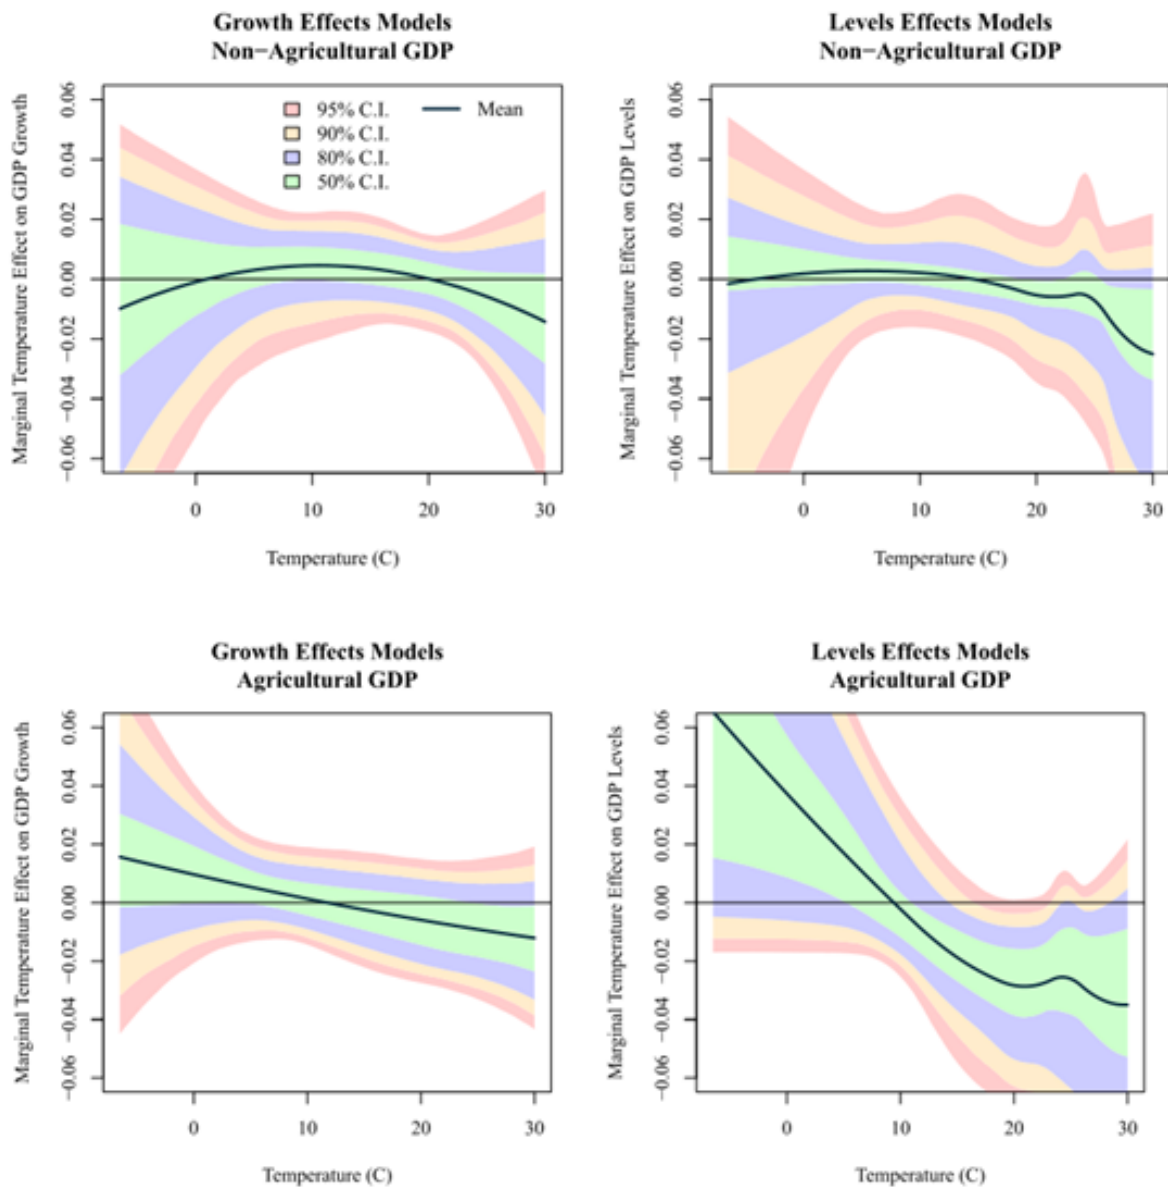 Growth Effects Models
Non−Agricultural GDP
Marginal Temperature Effect on GDP Growth
0.06
0.04
0.02
0.00
−0.02
−0.04
−0.06
95% C.I.
90% C.I.
80% C.I.
50% C.I.
Mean
0 10 20 30
Temperature (C)
Levels Effects Models
Non−Agricultural GDP
Marginal Temperature Effect on GDP Levels
0.06
0.04
0.02
0.00
−0.02
−0.04
−0.06
0 10 20 30
Temperature (C)
Growth Effects Models
Agricultural GDP
Marginal Temperature Effect on GDP Growth
0.06
0.04
0.02
0.00
−0.02
−0.04
−0.06
0 10 20 30
Temperature (C)
Levels Effects Models
Agricultural GDP
Marginal Temperature Effect on GDP Levels
0.06
0.04
0.02
0.00
−0.02
−0.04
−0.06
0 10 20 30
Temperature (C)